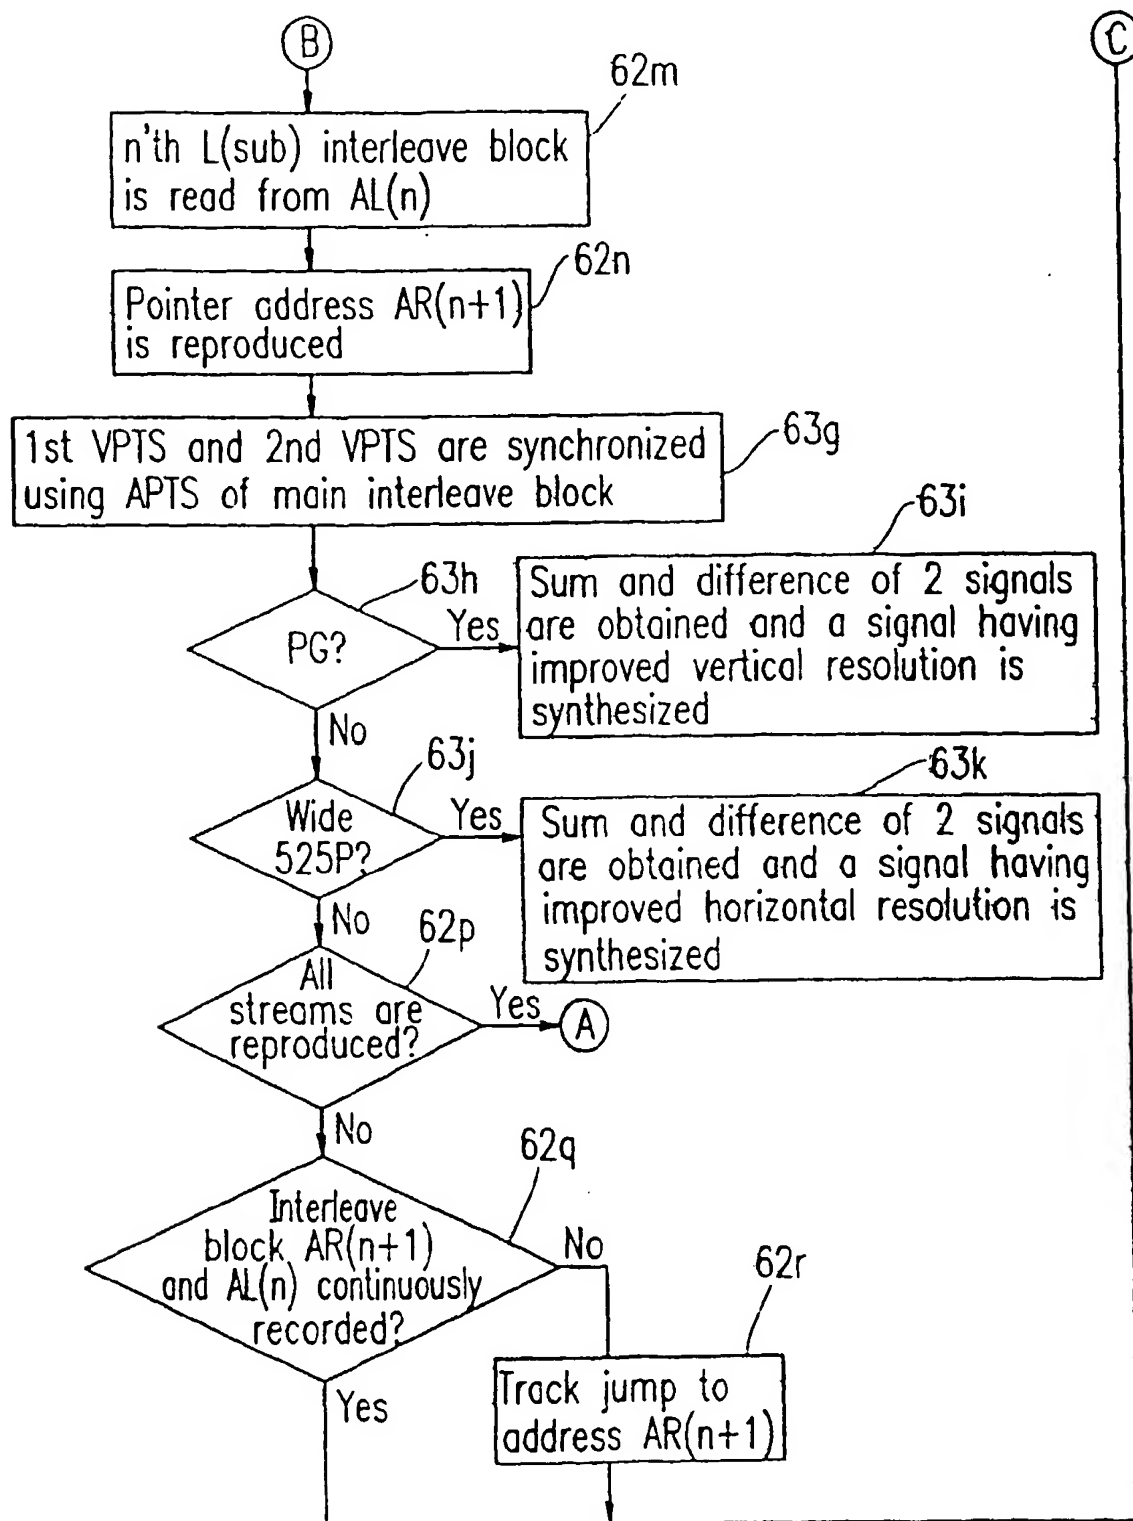 B
C
62m
n'th L(sub) interleave block
is read from AL(n)
62n
Pointer address AR(n+1)
is reproduced
63g
1st VPTS and 2nd VPTS are synchronized
using APTS of main interleave block
63i
63h
Sum and difference of 2 signals
are obtained and a signal having
improved vertical resolution is
synthesized
PG?
Yes
No
63j
63k
Wide
525P?
Yes
Sum and difference of 2 signals
are obtained and a signal having
improved horizontal resolution is
synthesized
No
62p
All
streams are
reproduced?
Yes
A
No
62q
Interleave
block AR(n+1)
and AL(n) continuously
recorded?
No
62r
Yes
Track jump to
address AR(n+1)